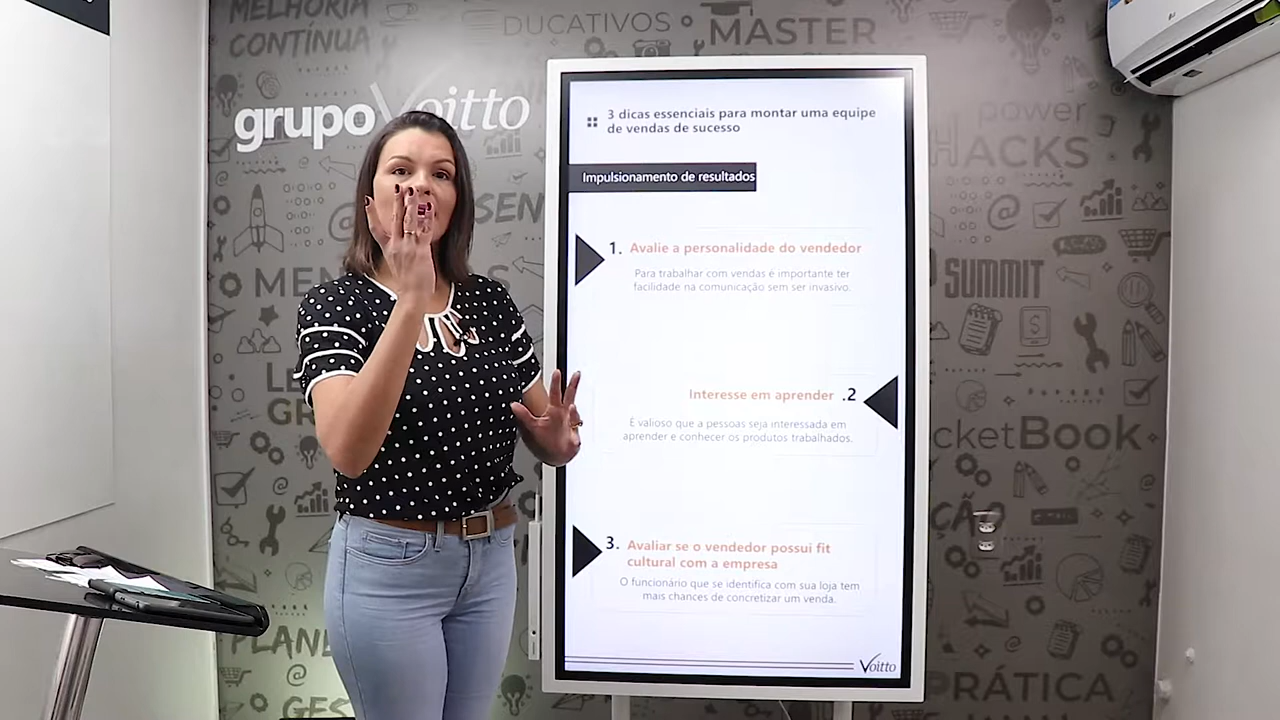 MELHORIA
CONTÍNUA
DUCATIVOS
MASTER
grupo Voitto
power
HACKS
SEN
SUMMIT
cketBook
PRÁTICA
3 dicas essenciais para montar uma equipe
de vendas de sucesso
Impulsionamento de resultados
1. Avalie a personalidade do vendedor
Para trabalhar com vendas é importante ter
facilidade na comunicação sem ser invasivo.
Interesse em aprender .2
É valioso que a pessoas seja interessada em
aprender e conhecer os produtos trabalhados.
3. Avaliar se o vendedor possui fit
cultural com a empresa
O funcionário que se identifica com sua loja tem
mais chances de concretizar um venda.
Voitto